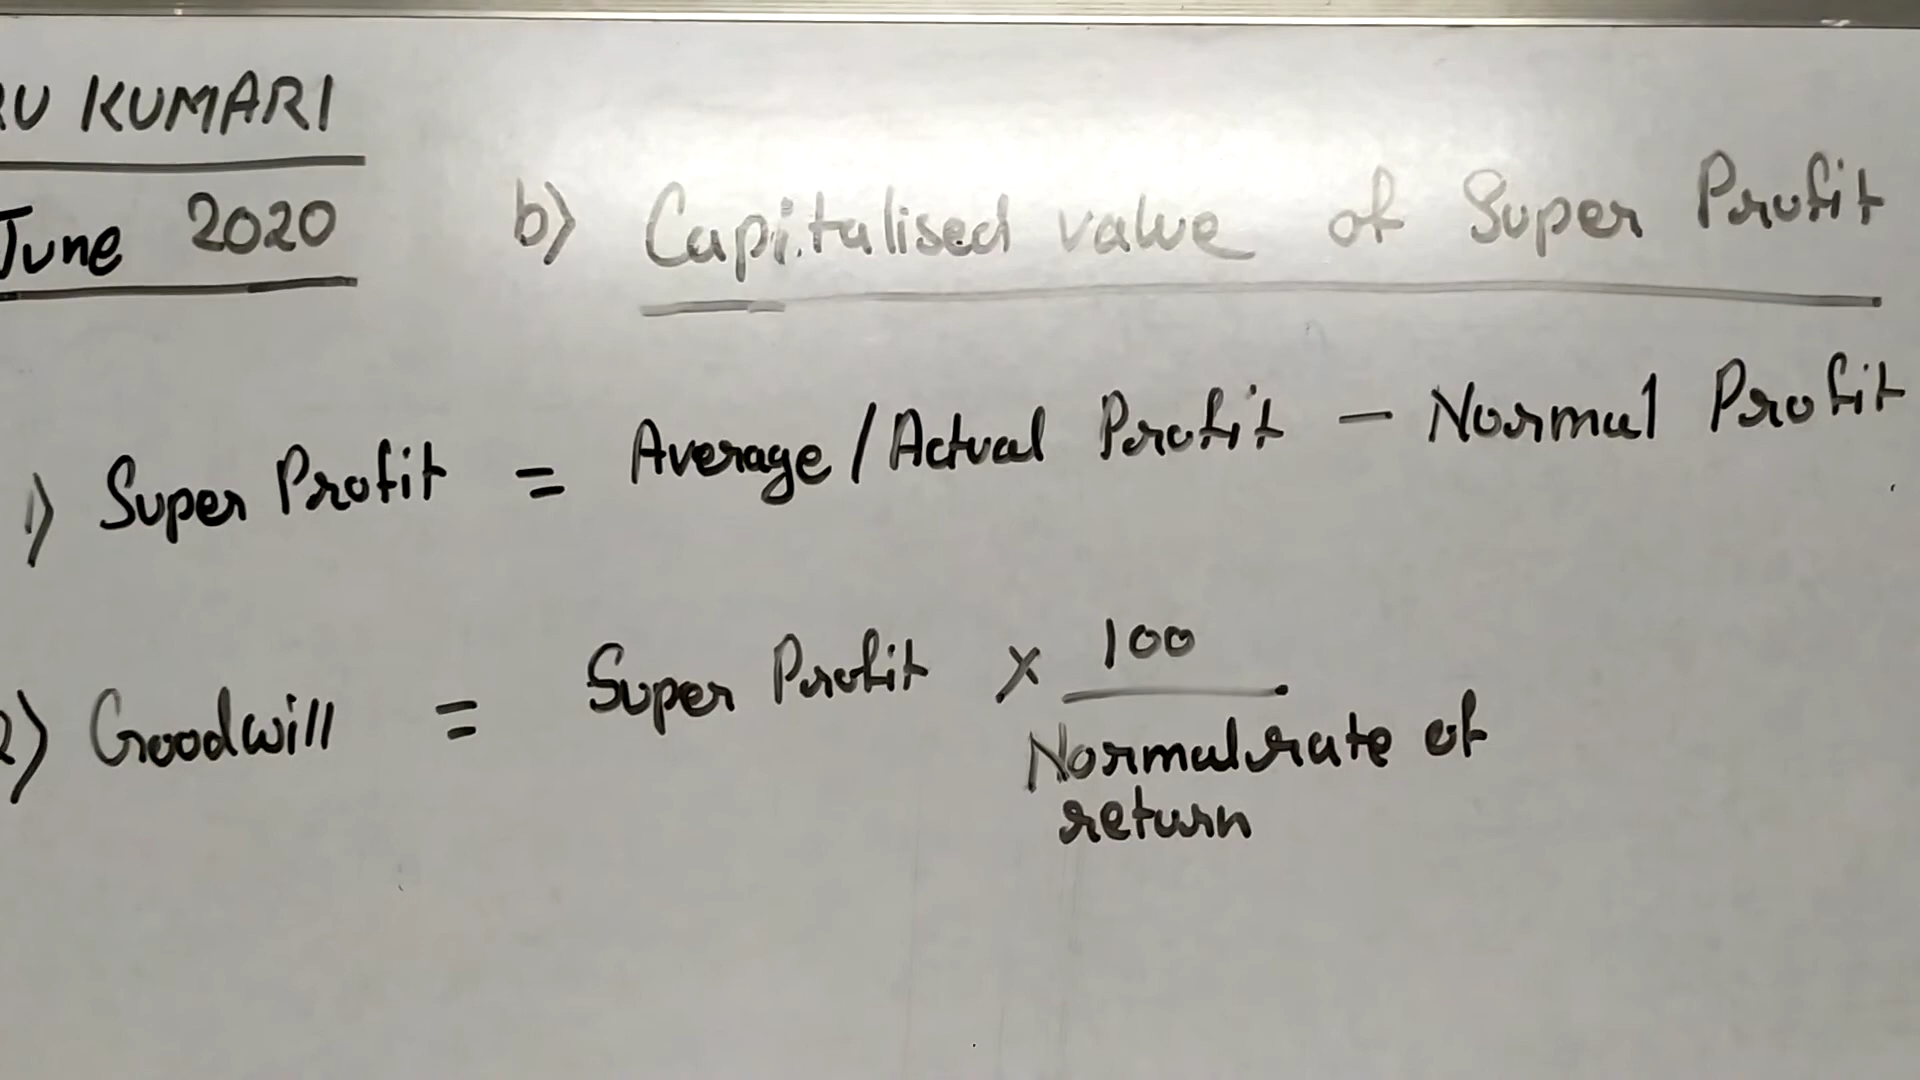 KUMARI
June 2020
b) Capitalised value of Super Profit
1) Super Profit = Average / Actual Profit - Normal Profit
2) Goodwill = Super Profit × 100
Normal rate of
return